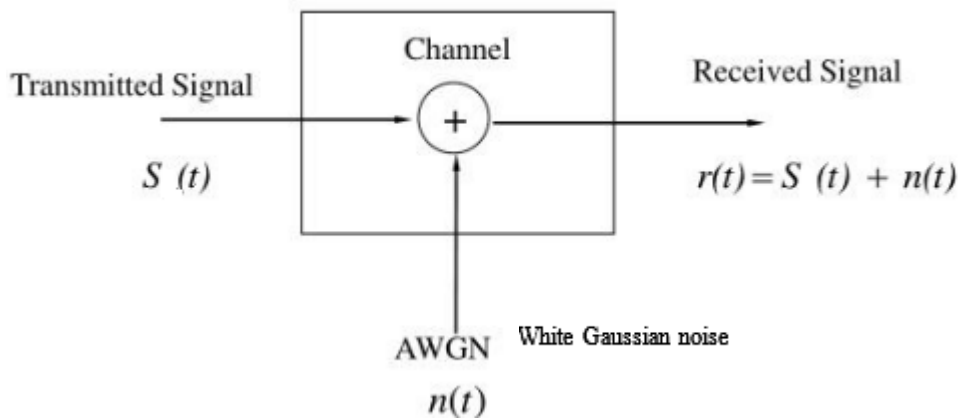 Channel
Transmitted Signal
Received Signal
+
S (t)
r(t) = S (t) + n(t)
AWGN White Gaussian noise
n(t)